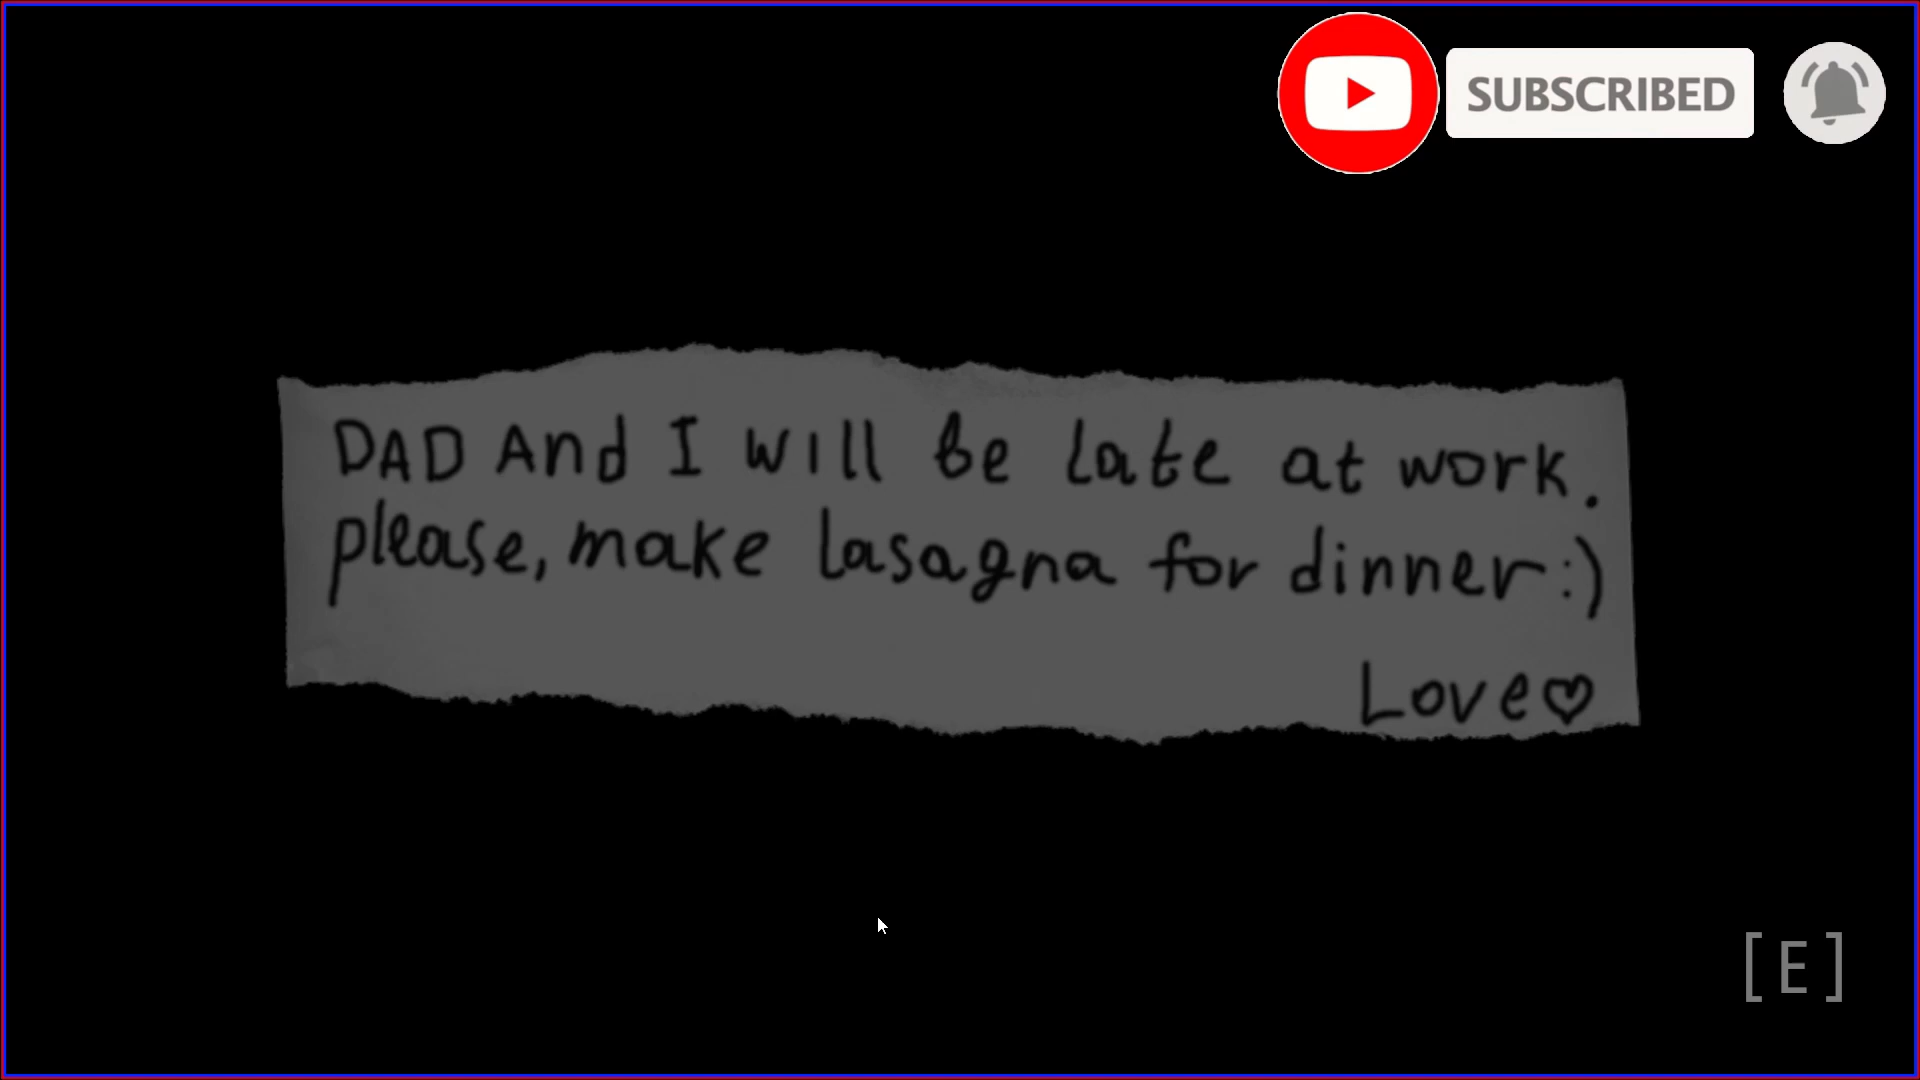 SUBSCRIBED
DAD And I will be late at work.
please, make lasagna for dinner:)
Love♡
[E]